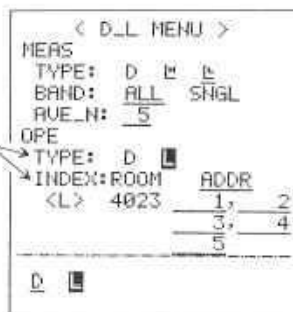 < D_L MENU >
MEAS
TYPE: D
BAND: ALL SNGL
AVE_N: 5
OPE
TYPE: D L
INDEX:ROOM ADDR
<L> 4023 1, 2
3, 4
5
D L